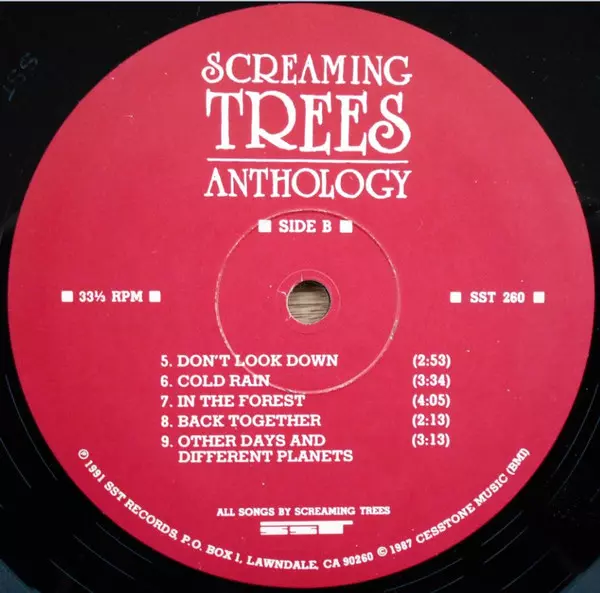 SCREAMING
TREES
ANTHOLOGY
■ SIDE B ■
■ 33⅓ RPM ■
■ SST 260 ■
5. DON'T LOOK DOWN (2:53)
6. COLD RAIN (3:34)
7. IN THE FOREST (4:05)
8. BACK TOGETHER (2:13)
9. OTHER DAYS AND (3:13)
DIFFERENT PLANETS
ALL SONGS BY SCREAMING TREES
SST
℗ 1991 SST RECORDS, P.O. BOX 1, LAWNDALE, CA 90260 © 1987 CESSTONE MUSIC (BMI)
SST